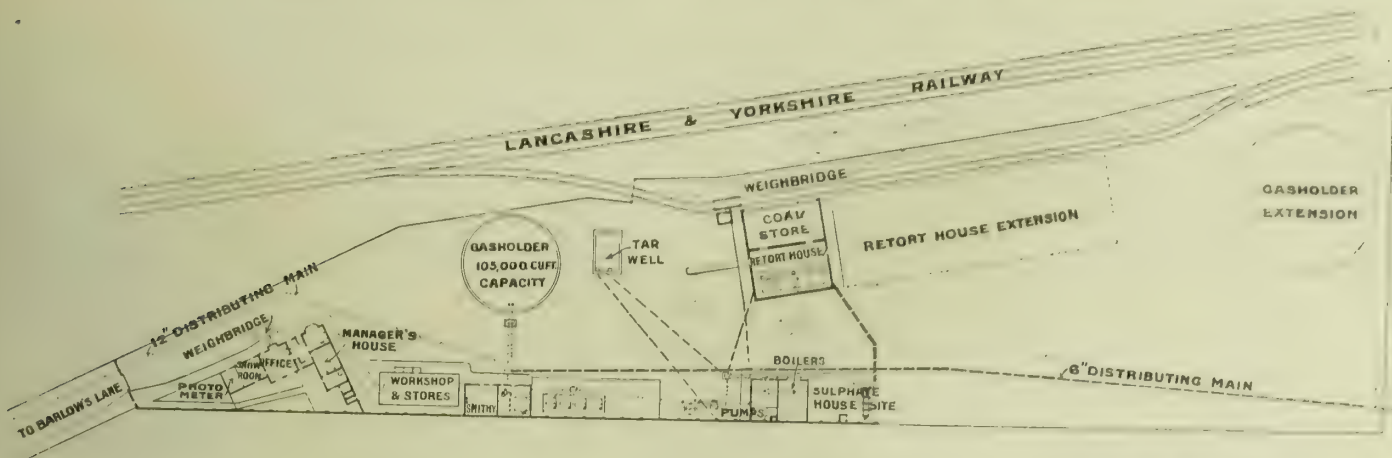 LANCASHIRE & YORKSHIRE RAILWAY
WEIGHBRIDGE
COAL
STORE
RETORT HOUSE
RETORT HOUSE EXTENSION
GASHOLDER
EXTENSION
GASHOLDER
105,000 CUFT.
CAPACITY
TAR
WELL
12" DISTRIBUTING MAIN
WEIGHBRIDGE
MANAGER'S
HOUSE
OFFICE
SHOW
ROOM
PHOTO
METER
TO BARLOW'S LANE
WORKSHOP
& STORES
SMITHY
PUMPS
BOILERS
SULPHATE
HOUSE SITE
6" DISTRIBUTING MAIN